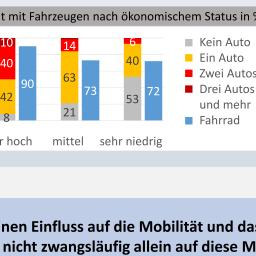 t mit Fahrzeugen nach ökonomischem Status in %
10 14 6
40 63 40
42 90 73 53 72
8 21
r hoch mittel sehr niedrig
Kein Auto
Ein Auto
Zwei Autos
Drei Autos
und mehr
Fahrrad
nen Einfluss auf die Mobilität und das
nicht zwangsläufig allein auf diese M